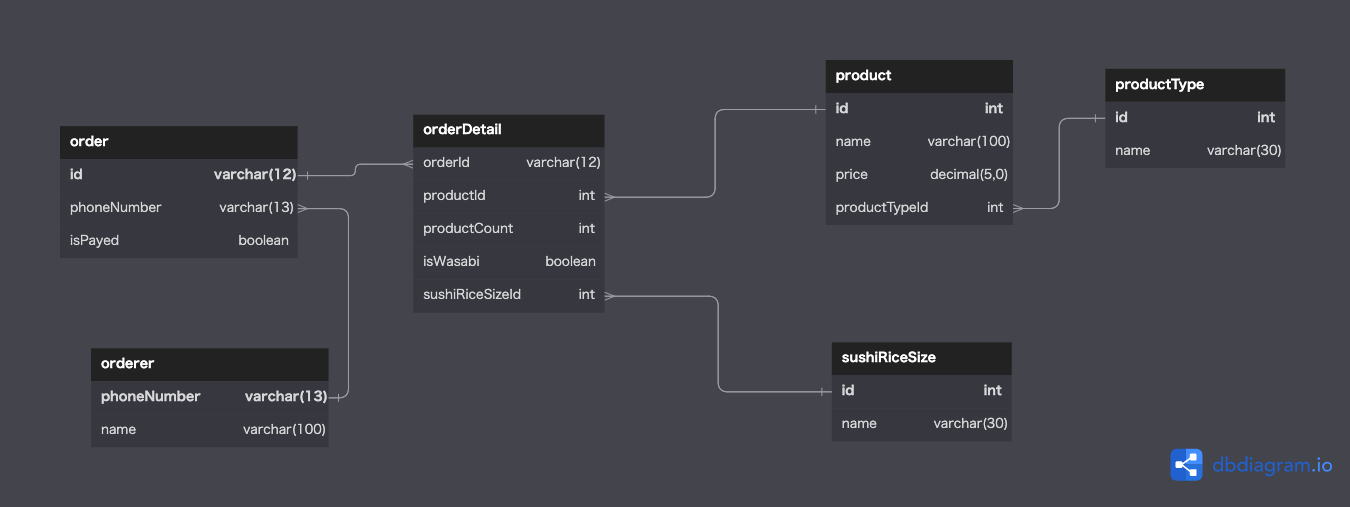 order
id varchar(12)
phoneNumber varchar(13)
isPayed boolean
orderer
phoneNumber varchar(13)
name varchar(100)
orderDetail
orderId varchar(12)
productId int
productCount int
isWasabi boolean
sushiRiceSizeId int
product
id int
name varchar(100)
price decimal(5,0)
productTypeId int
productType
id int
name varchar(30)
sushiRiceSize
id int
name varchar(30)
dbdiagram.io